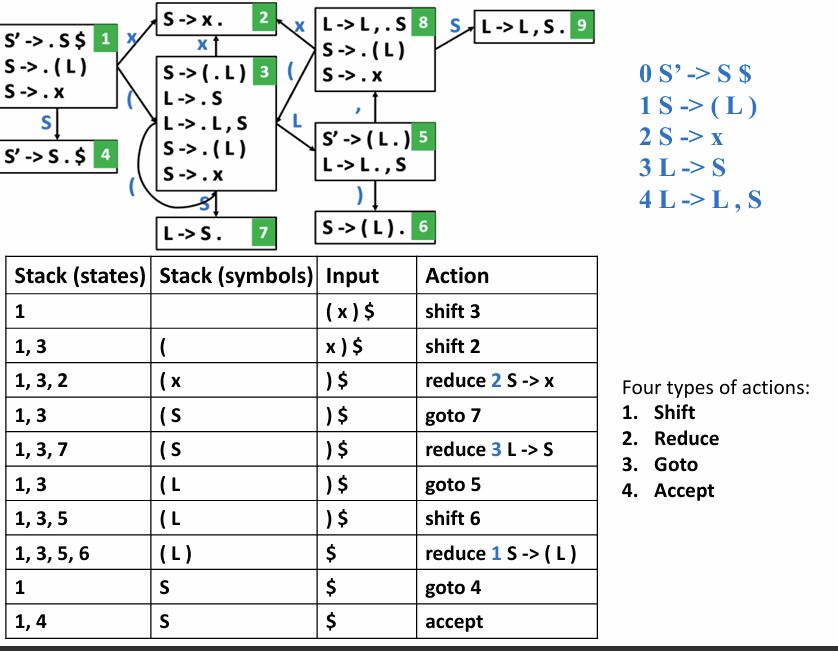 S' -> . S $ 1
S -> . ( L )
S -> . x
x
(
S
S' -> S . $ 4
S -> x . 2
x
S -> ( . L ) 3
L -> . S
L -> . L , S
S -> . ( L )
S -> . x
(
S
L -> S . 7
x
(
L
L -> L , . S 8
S -> . ( L )
S -> . x
,
S' -> ( L . ) 5
L -> L . , S
)
S -> ( L ) . 6
S
L -> L , S . 9
0 S' -> S $
1 S -> ( L )
2 S -> x
3 L -> S
4 L -> L , S
Stack (states) Stack (symbols) Input Action
1 ( x ) $ shift 3
1, 3 ( x ) $ shift 2
1, 3, 2 ( x ) $ reduce 2 S -> x
1, 3 ( S ) $ goto 7
1, 3, 7 ( S ) $ reduce 3 L -> S
1, 3 ( L ) $ goto 5
1, 3, 5 ( L ) $ shift 6
1, 3, 5, 6 ( L ) $ reduce 1 S -> ( L )
1 S $ goto 4
1, 4 S $ accept
Four types of actions:
1. Shift
2. Reduce
3. Goto
4. Accept